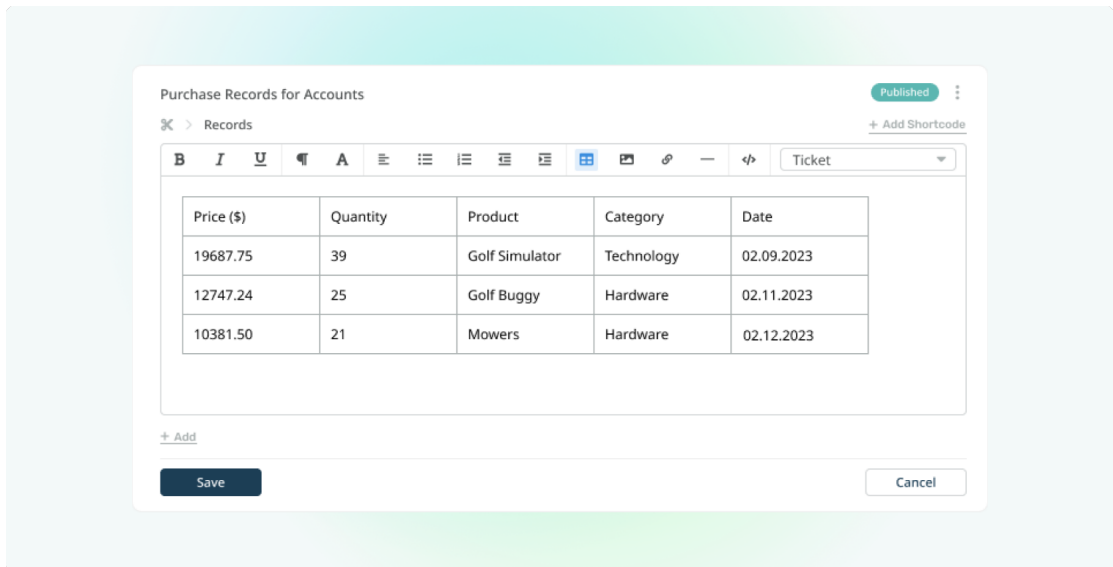 Purchase Records for Accounts
Published
Records
+ Add Shortcode
B I U ¶ A </> Ticket
Price ($) Quantity Product Category Date
19687.75 39 Golf Simulator Technology 02.09.2023
12747.24 25 Golf Buggy Hardware 02.11.2023
10381.50 21 Mowers Hardware 02.12.2023
+ Add
Save
Cancel